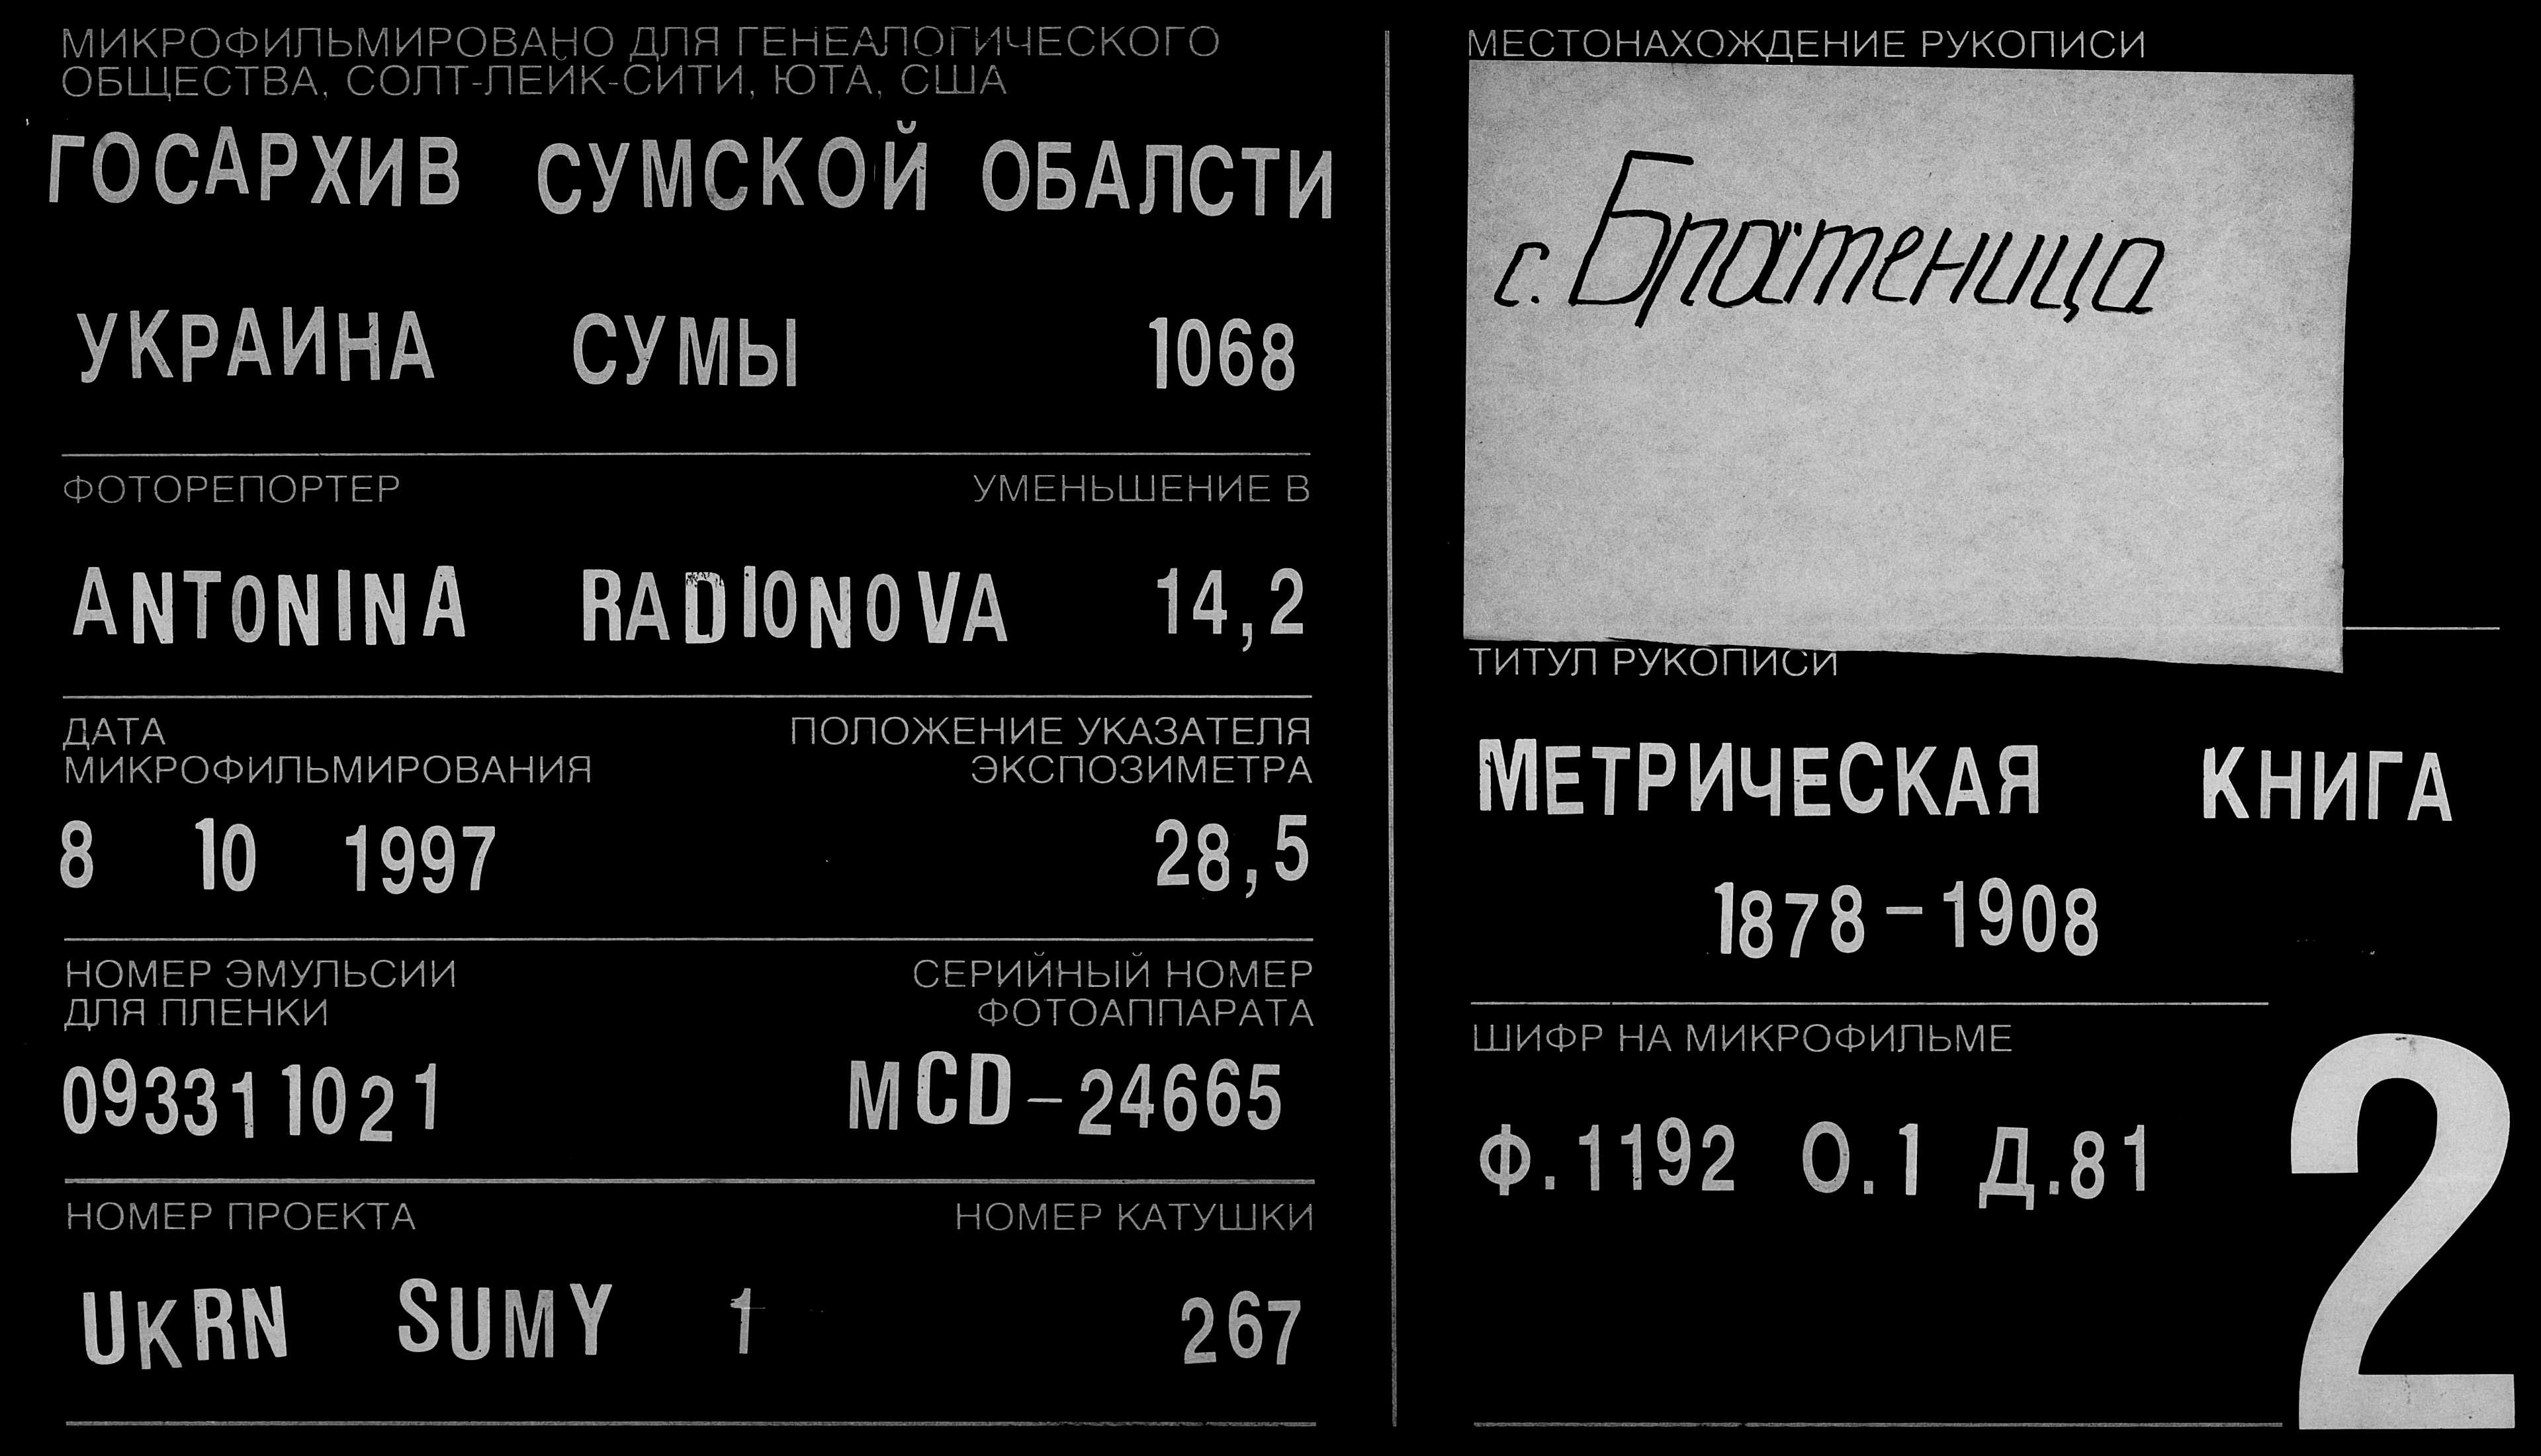 МИКРОФИЛЬМИРОВАНО ДЛЯ ГЕНЕАЛОГИЧЕСКОГО
ОБЩЕСТВА, СОЛТ-ЛЕЙК-СИТИ, ЮТА, США
ГОСАРХИВ СУМСКОЙ ОБАЛСТИ
УКРАИНА СУМЫ 1068
ФОТОРЕПОРТЕР УМЕНЬШЕНИЕ В
ANTONINA RADIONOVA 14,2
ДАТА ПОЛОЖЕНИЕ УКАЗАТЕЛЯ
МИКРОФИЛЬМИРОВАНИЯ ЭКСПОЗИМЕТРА
8 10 1997 28,5
НОМЕР ЭМУЛЬСИИ СЕРИЙНЫЙ НОМЕР
ДЛЯ ПЛЕНКИ ФОТОАППАРАТА
093311021 MCD-24665
НОМЕР ПРОЕКТА НОМЕР КАТУШКИ
UKRN SUMY 1 267
МЕСТОНАХОЖДЕНИЕ РУКОПИСИ
с. Братеница
ТИТУЛ РУКОПИСИ
МЕТРИЧЕСКАЯ КНИГА
1878-1908
ШИФР НА МИКРОФИЛЬМЕ
Ф.1192 О.1 Д.81
2